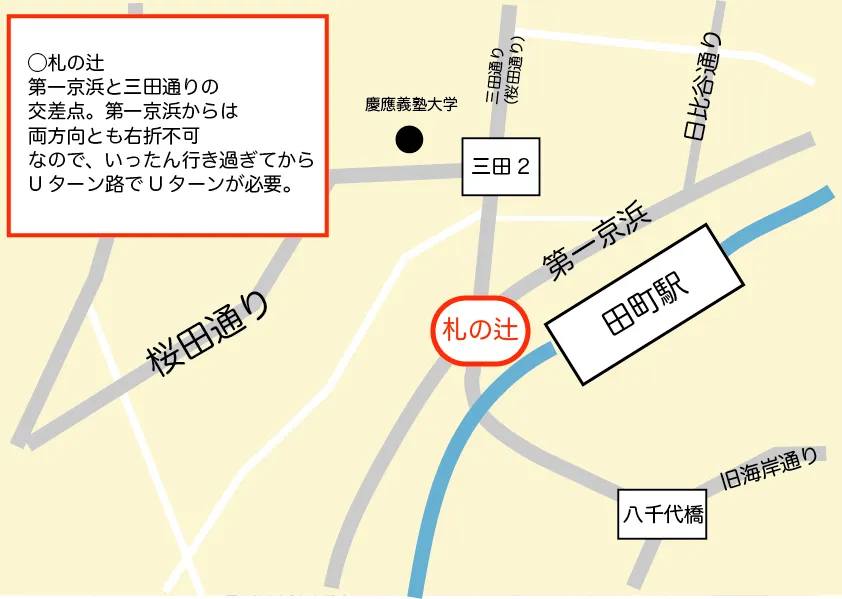 ◯札の辻
第一京浜と三田通りの
交差点。第一京浜からは
両方向とも右折不可
なので、いったん行き過ぎてから
Uターン路でUターンが必要。
三田通り
(桜田通り)
日比谷通り
慶應義塾大学
三田2
第一京浜
田町駅
桜田通り
札の辻
旧海岸通り
八千代橋